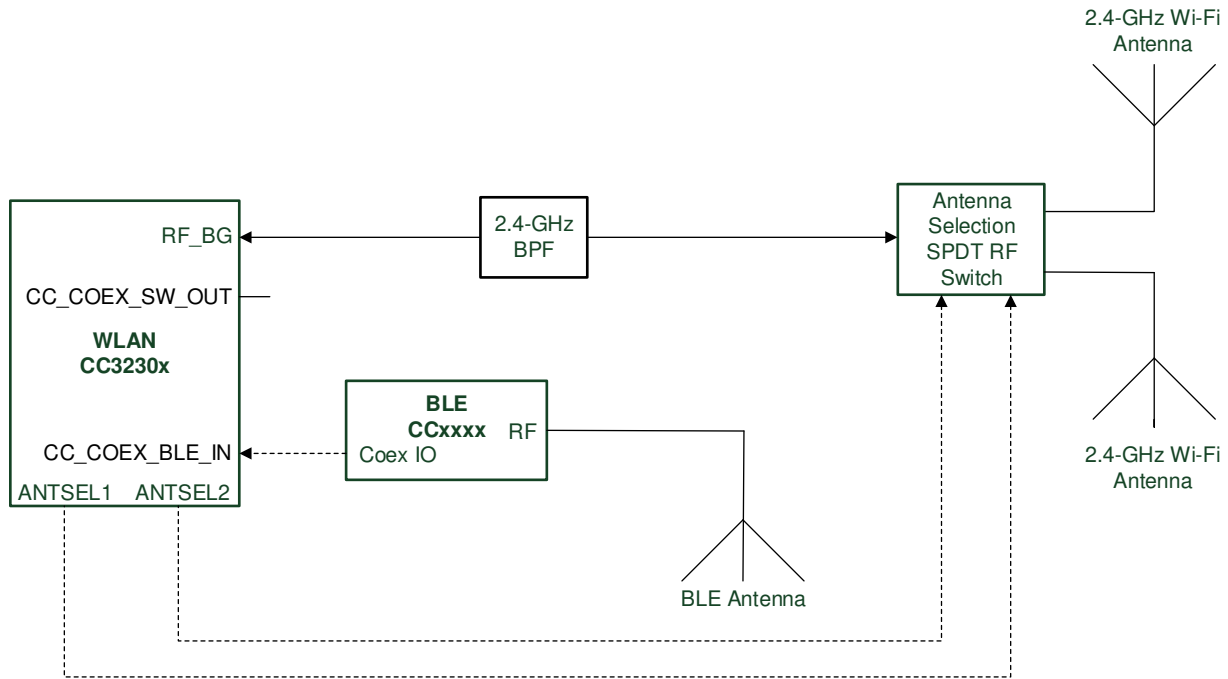 2.4-GHz Wi-Fi
Antenna
Antenna
Selection
SPDT RF
Switch
2.4-GHz
BPF
RF_BG
CC_COEX_SW_OUT
WLAN
CC3230x
BLE
CCxxxx
RF
Coex IO
CC_COEX_BLE_IN
ANTSEL1 ANTSEL2
2.4-GHz Wi-Fi
Antenna
BLE Antenna